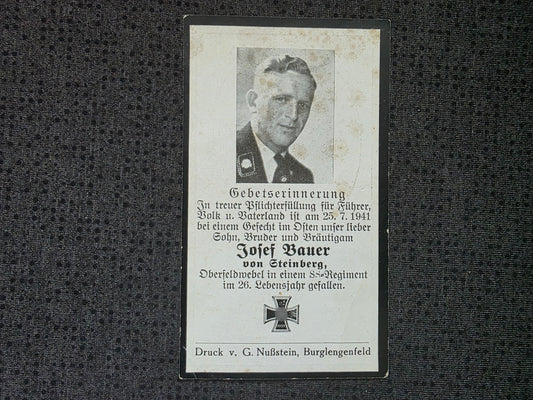 Gebetserinnerung
In treuer Pflichterfüllung für Führer,
Volk u. Vaterland ist am 25. 7. 1941
bei einem Gefecht im Osten unser lieber
Sohn, Bruder und Bräutigam
Josef Bauer
von Steinberg,
Oberfeldwebel in einem SS-Regiment
im 26. Lebensjahr gefallen.
Druck v. G. Nußstein, Burglengenfeld